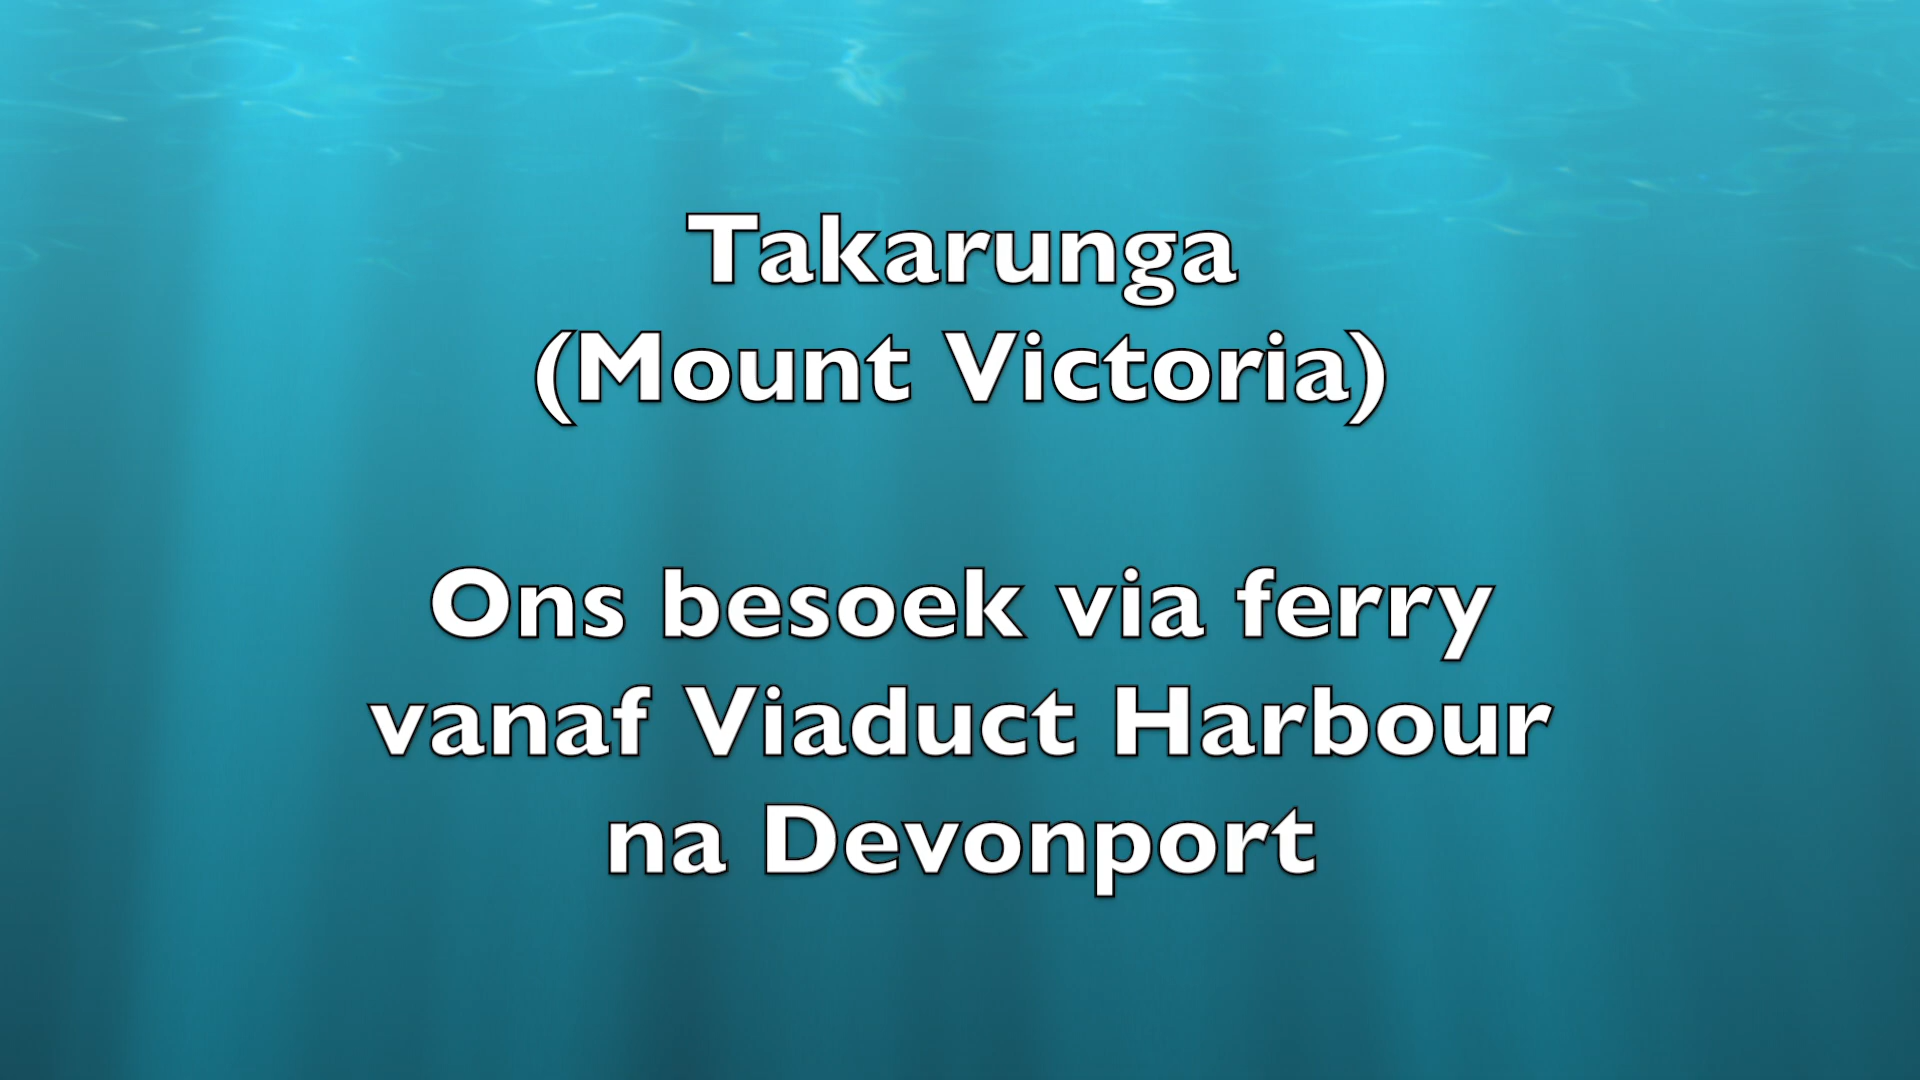 Takarunga
(Mount Victoria)
Ons besoek via ferry
vanaf Viaduct Harbour
na Devonport